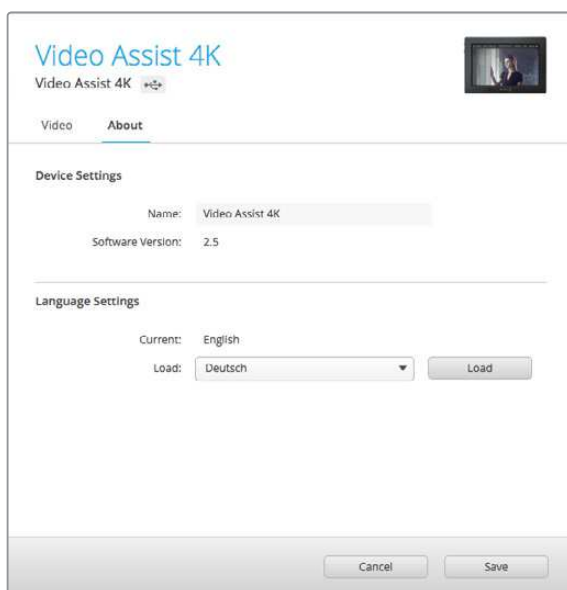 Video Assist 4K
Video Assist 4K
Video About
Device Settings
Name: Video Assist 4K
Software Version: 2.5
Language Settings
Current: English
Load: Deutsch Load
Cancel Save